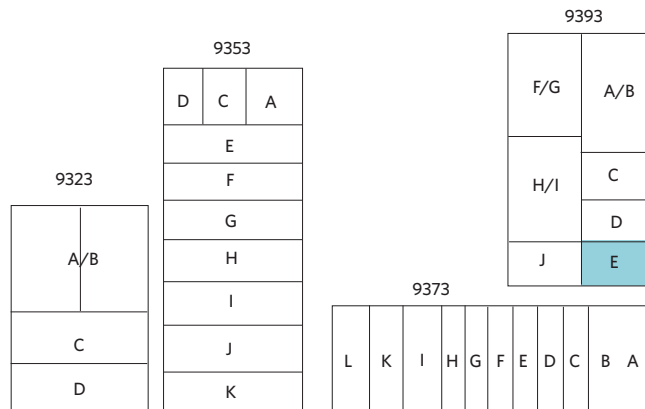 9393
9353
F/G A/B
D C A
E
F
9323
H/I C
G
D
A/B
H
J E
I
9373
C
J
L K I H G F E D C B A
D
K